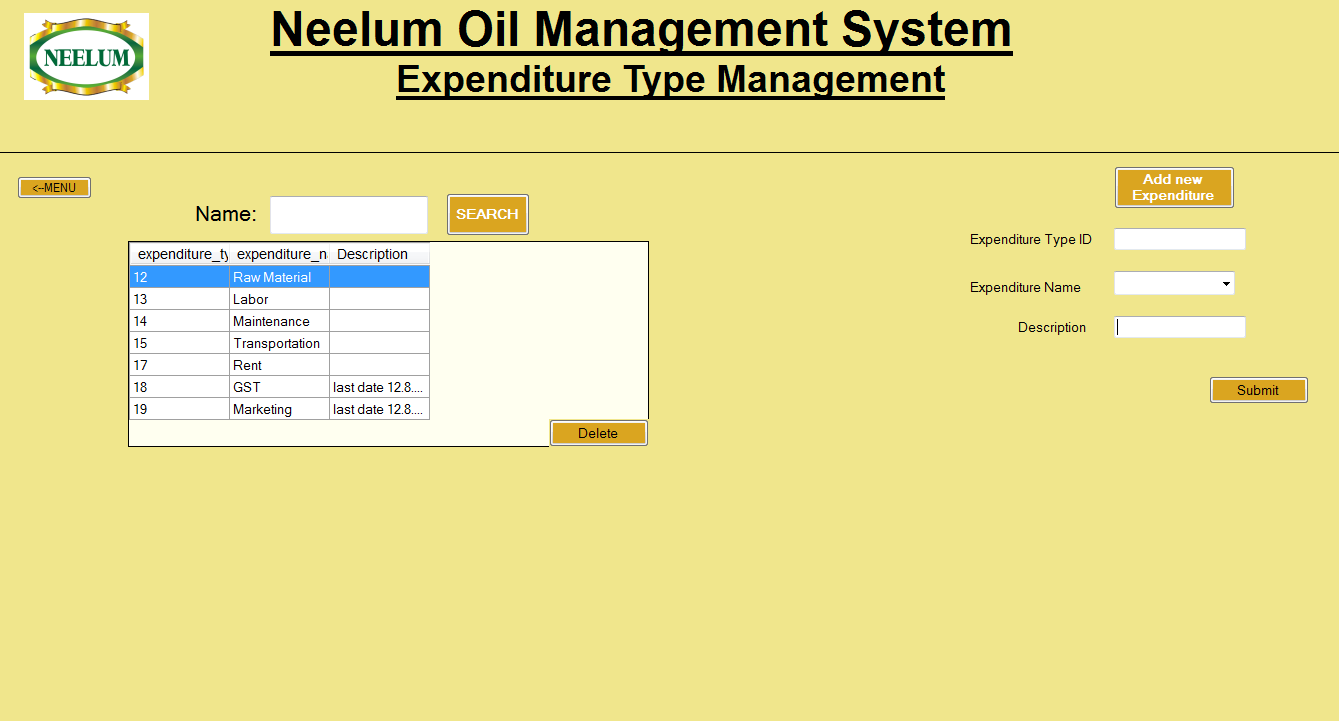 NEELUM
Neelum Oil Management System
Expenditure Type Management
<--MENU
Name:
SEARCH
expenditure_ty expenditure_n Description
12 Raw Material
13 Labor
14 Maintenance
15 Transportation
17 Rent
18 GST last date 12.8....
19 Marketing last date 12.8....
Delete
Add new
Expenditure
Expenditure Type ID
Expenditure Name
Description
Submit